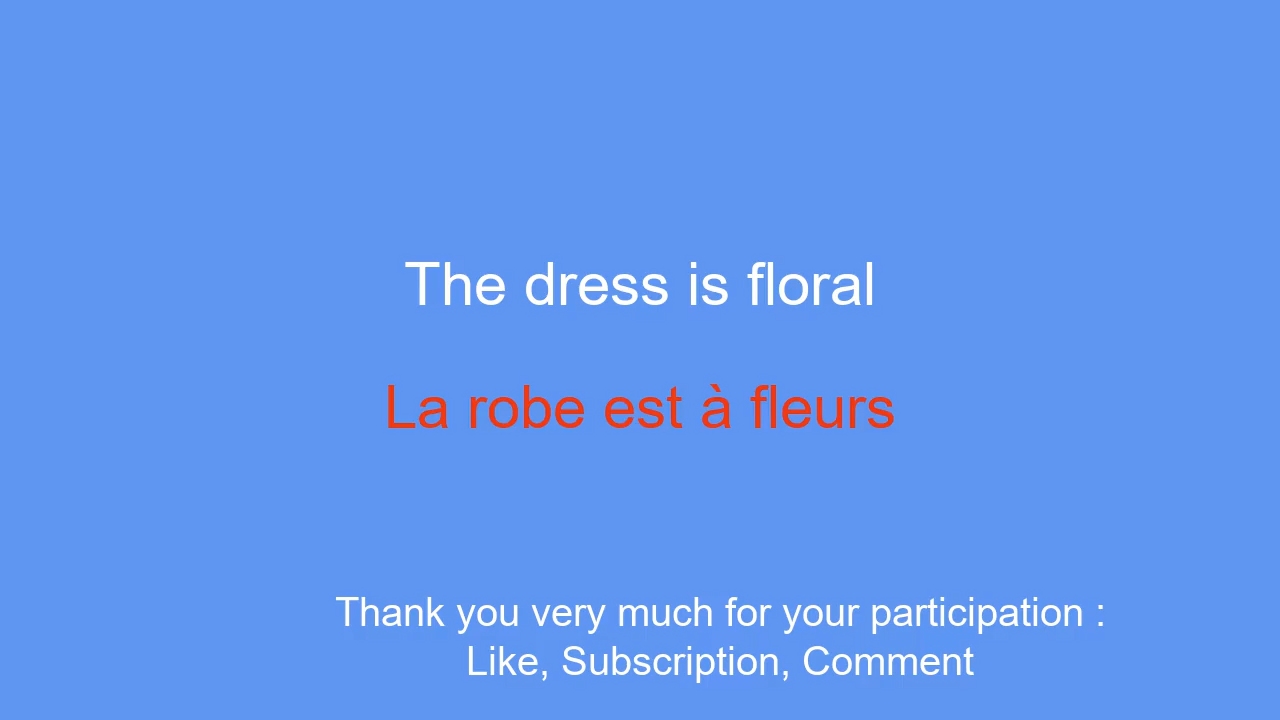 The dress is floral
La robe est à fleurs
Thank you very much for your participation :
Like, Subscription, Comment